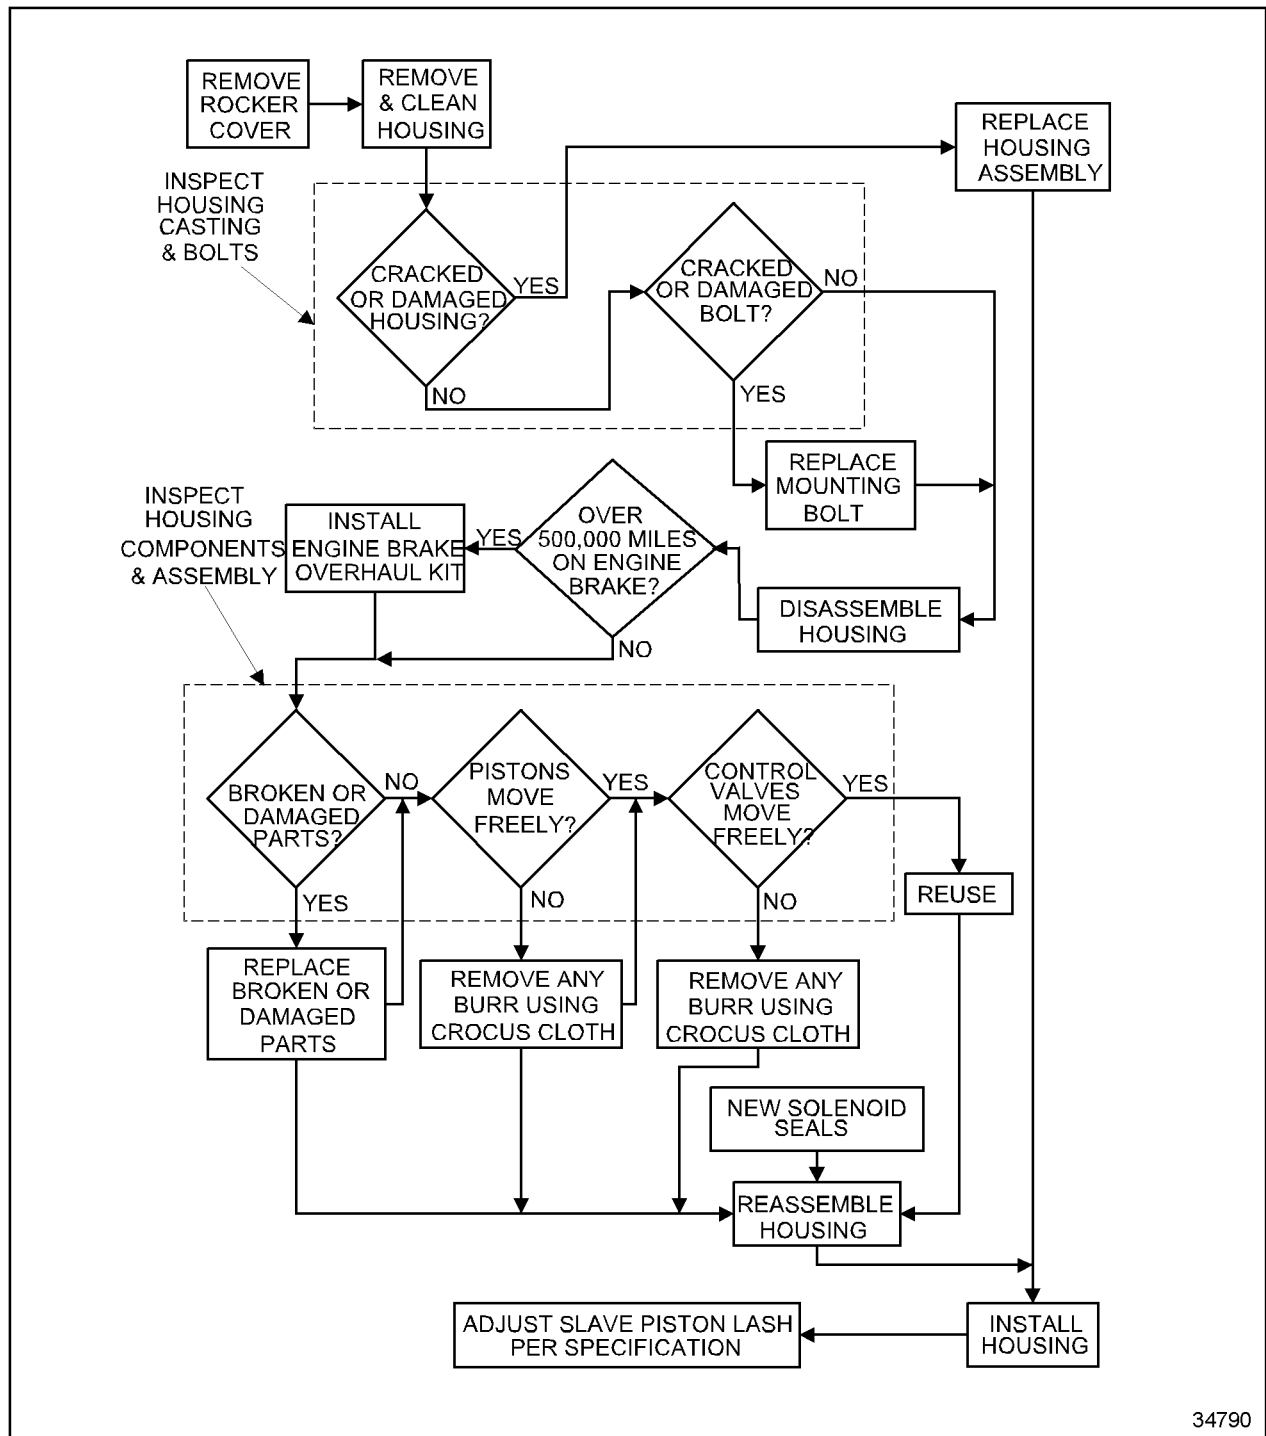 REMOVE
ROCKER
COVER
REMOVE
& CLEAN
HOUSING
REPLACE
HOUSING
ASSEMBLY
INSPECT
HOUSING
CASTING
& BOLTS
CRACKED
OR DAMAGED
HOUSING?
YES
NO
CRACKED
OR DAMAGED
BOLT?
NO
YES
REPLACE
MOUNTING
BOLT
INSPECT
HOUSING
COMPONENTS
& ASSEMBLY
INSTALL
ENGINE BRAKE
OVERHAUL KIT
YES
OVER
500,000 MILES
ON ENGINE
BRAKE?
NO
DISASSEMBLE
HOUSING
BROKEN OR
DAMAGED
PARTS?
NO
YES
PISTONS
MOVE
FREELY?
YES
NO
CONTROL
VALVES
MOVE
FREELY?
YES
NO
REUSE
REPLACE
BROKEN OR
DAMAGED
PARTS
REMOVE ANY
BURR USING
CROCUS CLOTH
REMOVE ANY
BURR USING
CROCUS CLOTH
NEW SOLENOID
SEALS
REASSEMBLE
HOUSING
ADJUST SLAVE PISTON LASH
PER SPECIFICATION
INSTALL
HOUSING
34790